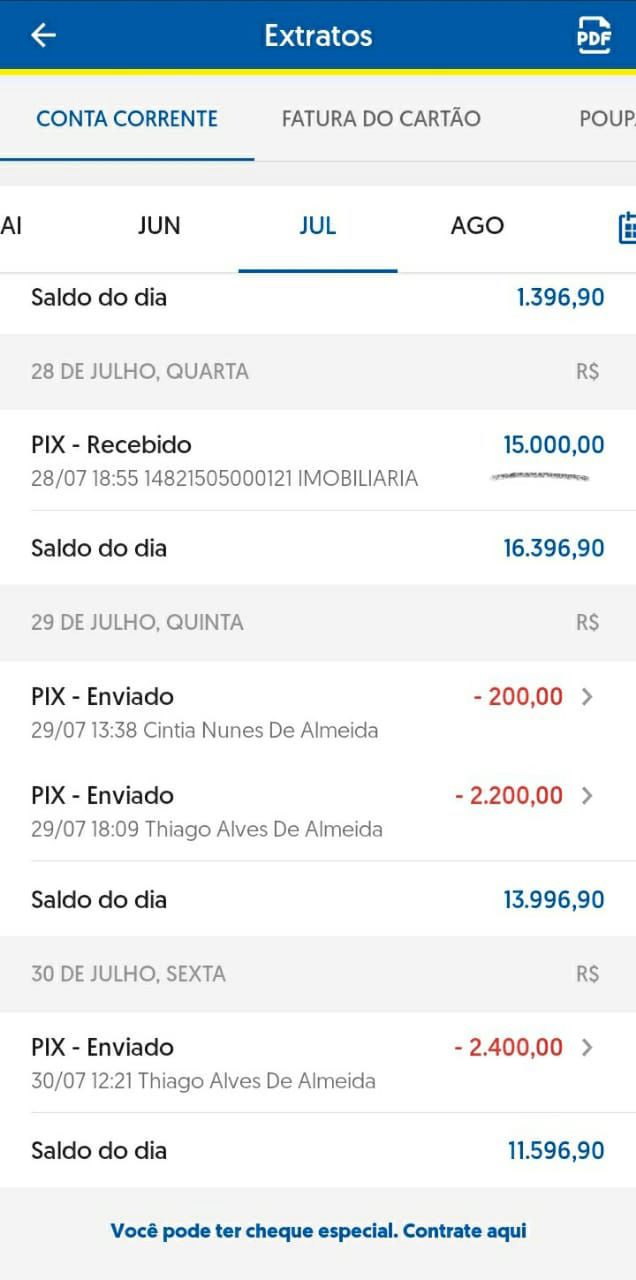 Extratos
PDF
CONTA CORRENTE FATURA DO CARTÃO POUPA
AI JUN JUL AGO
Saldo do dia 1.396,90
28 DE JULHO, QUARTA R$
PIX - Recebido 15.000,00
28/07 18:55 14821505000121 IMOBILIARIA
Saldo do dia 16.396,90
29 DE JULHO, QUINTA R$
PIX - Enviado - 200,00
29/07 13:38 Cintia Nunes De Almeida
PIX - Enviado - 2.200,00
29/07 18:09 Thiago Alves De Almeida
Saldo do dia 13.996,90
30 DE JULHO, SEXTA R$
PIX - Enviado - 2.400,00
30/07 12:21 Thiago Alves De Almeida
Saldo do dia 11.596,90
Você pode ter cheque especial. Contrate aqui